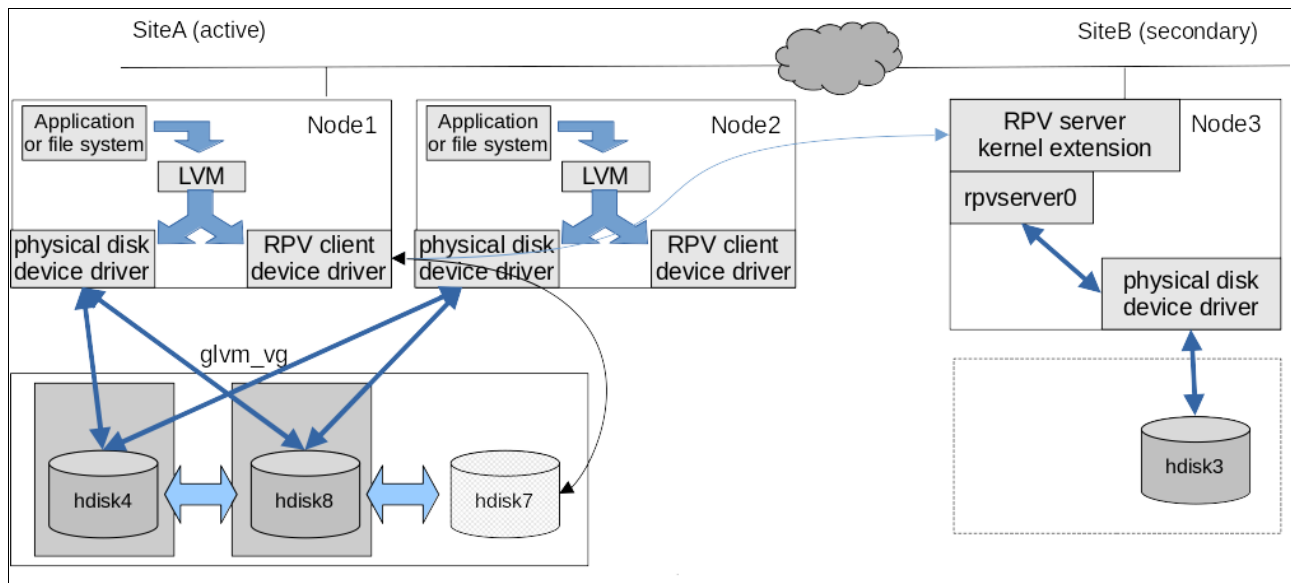 SiteA (active)
SiteB (secondary)
Application
or file system
Node1
LVM
physical disk
device driver
RPV client
device driver
Application
or file system
Node2
LVM
physical disk
device driver
RPV client
device driver
RPV server
kernel extension
Node3
rpvserver0
physical disk
device driver
glvm_vg
hdisk4
hdisk8
hdisk7
hdisk3